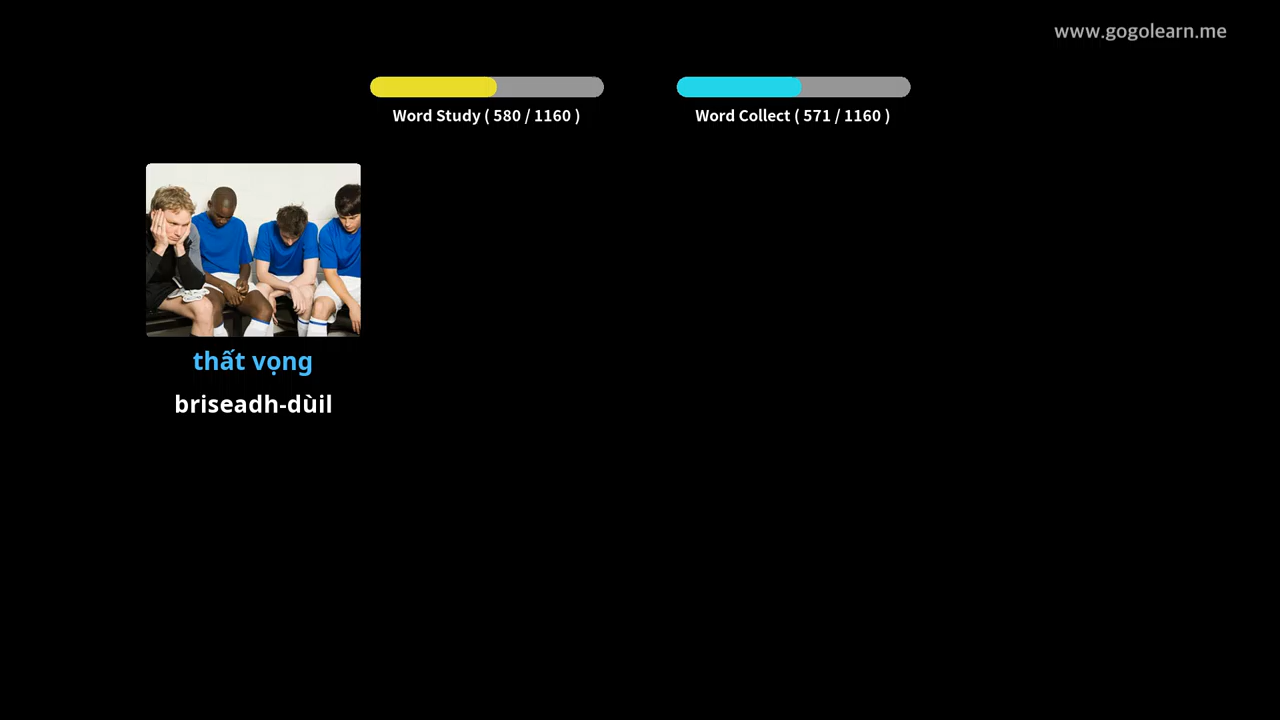 www.gogolearn.me
Word Study ( 580 / 1160 )
Word Collect ( 571 / 1160 )
thất vọng
briseadh-dùil